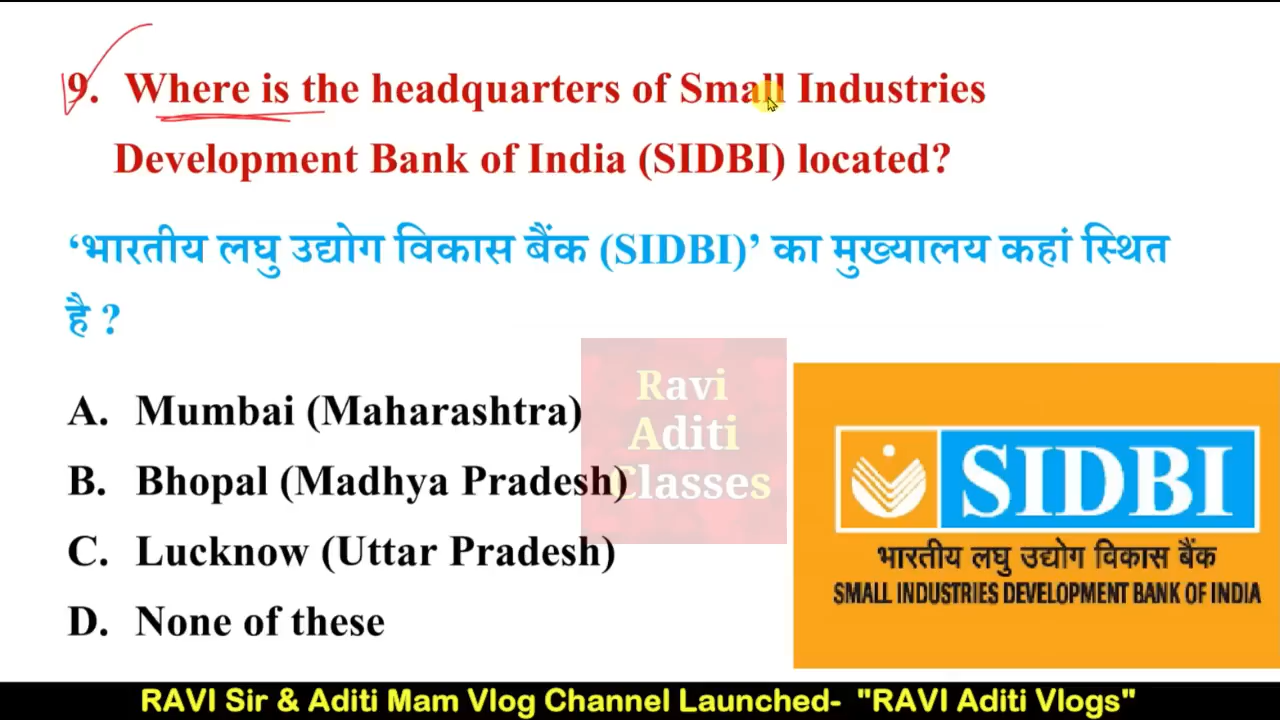 9. Where is the headquarters of Small Industries
Development Bank of India (SIDBI) located?
‘भारतीय लघु उद्योग विकास बैंक (SIDBI)’ का मुख्यालय कहां स्थित
है ?
A. Mumbai (Maharashtra)
B. Bhopal (Madhya Pradesh)
C. Lucknow (Uttar Pradesh)
D. None of these
Ravi
Aditi
Classes
SIDBI
भारतीय लघु उद्योग विकास बैंक
SMALL INDUSTRIES DEVELOPMENT BANK OF INDIA
RAVI Sir & Aditi Mam Vlog Channel Launched- "RAVI Aditi Vlogs"